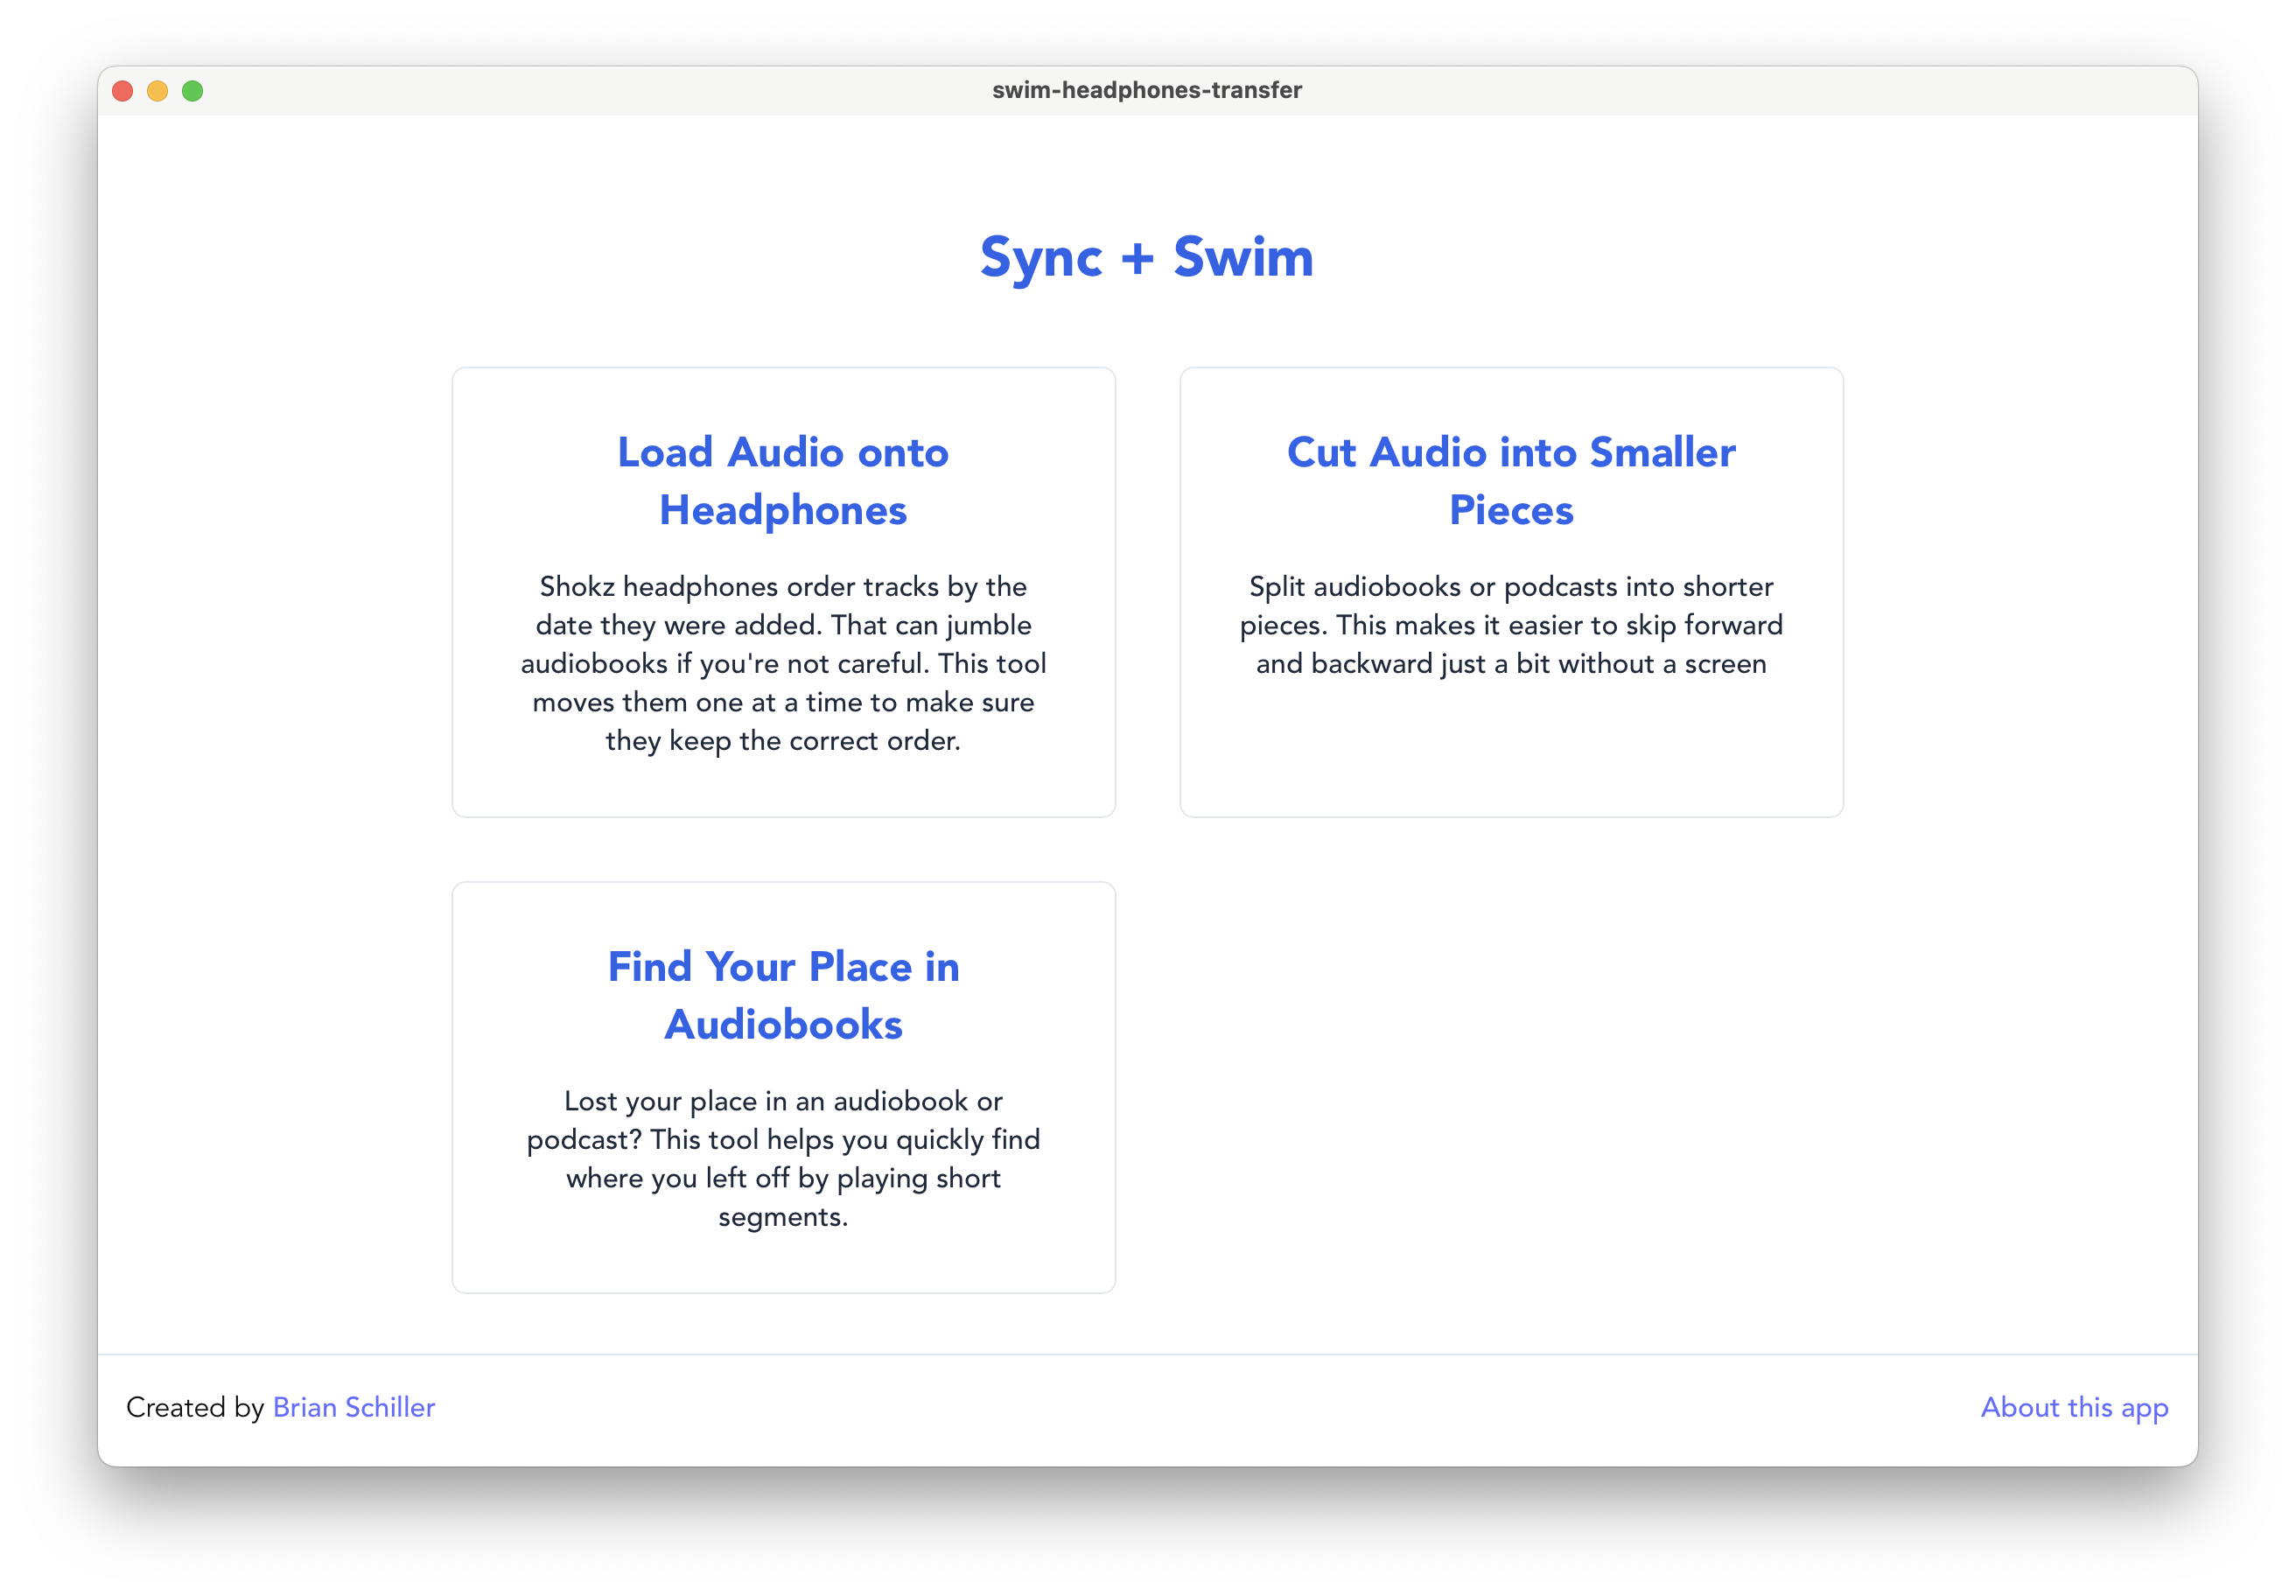 swim-headphones-transfer
Sync + Swim
Load Audio onto
Headphones
Shokz headphones order tracks by the
date they were added. That can jumble
audiobooks if you're not careful. This tool
moves them one at a time to make sure
they keep the correct order.
Cut Audio into Smaller
Pieces
Split audiobooks or podcasts into shorter
pieces. This makes it easier to skip forward
and backward just a bit without a screen
Find Your Place in
Audiobooks
Lost your place in an audiobook or
podcast? This tool helps you quickly find
where you left off by playing short
segments.
Created by Brian Schiller
About this app